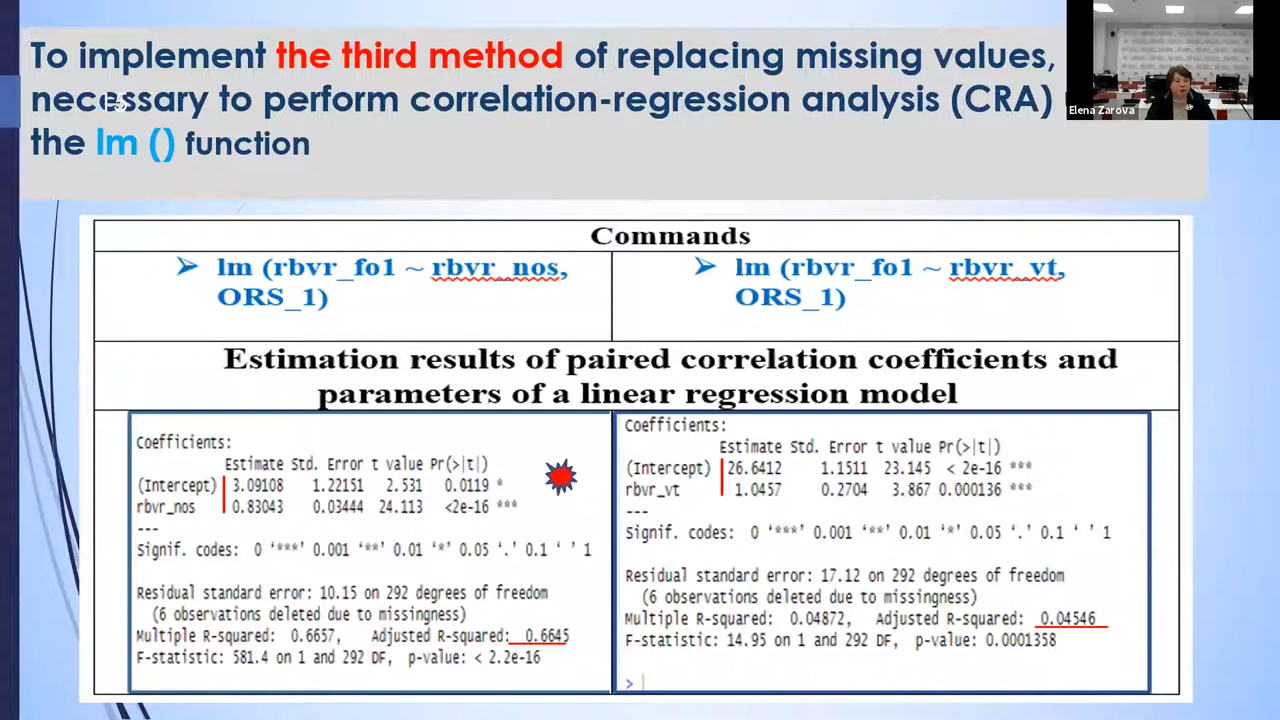 To implement the third method of replacing missing values,
necessary to perform correlation-regression analysis (CRA)
the lm () function
Elena Zarova
Commands
➢ lm (rbvr_fo1 ~ rbvr_nos,
ORS_1)
➢ lm (rbvr_fo1 ~ rbvr_vt,
ORS_1)
Estimation results of paired correlation coefficients and
parameters of a linear regression model
Coefficients:
Estimate Std. Error t value Pr(>|t|)
(Intercept) 3.09108 1.22151 2.531 0.0119 *
rbvr_nos 0.83043 0.03444 24.113 <2e-16 ***
---
Signif. codes: 0 ‘***’ 0.001 ‘**’ 0.01 ‘*’ 0.05 ‘.’ 0.1 ‘ ’ 1
Residual standard error: 10.15 on 292 degrees of freedom
(6 observations deleted due to missingness)
Multiple R-squared: 0.6657, Adjusted R-squared: 0.6645
F-statistic: 581.4 on 1 and 292 DF, p-value: < 2.2e-16
Coefficients:
Estimate Std. Error t value Pr(>|t|)
(Intercept) 26.6412 1.1511 23.145 < 2e-16 ***
rbvr_vt 1.0457 0.2704 3.867 0.000136 ***
---
Signif. codes: 0 ‘***’ 0.001 ‘**’ 0.01 ‘*’ 0.05 ‘.’ 0.1 ‘ ’ 1
Residual standard error: 17.12 on 292 degrees of freedom
(6 observations deleted due to missingness)
Multiple R-squared: 0.04872, Adjusted R-squared: 0.04546
F-statistic: 14.95 on 1 and 292 DF, p-value: 0.0001358
>